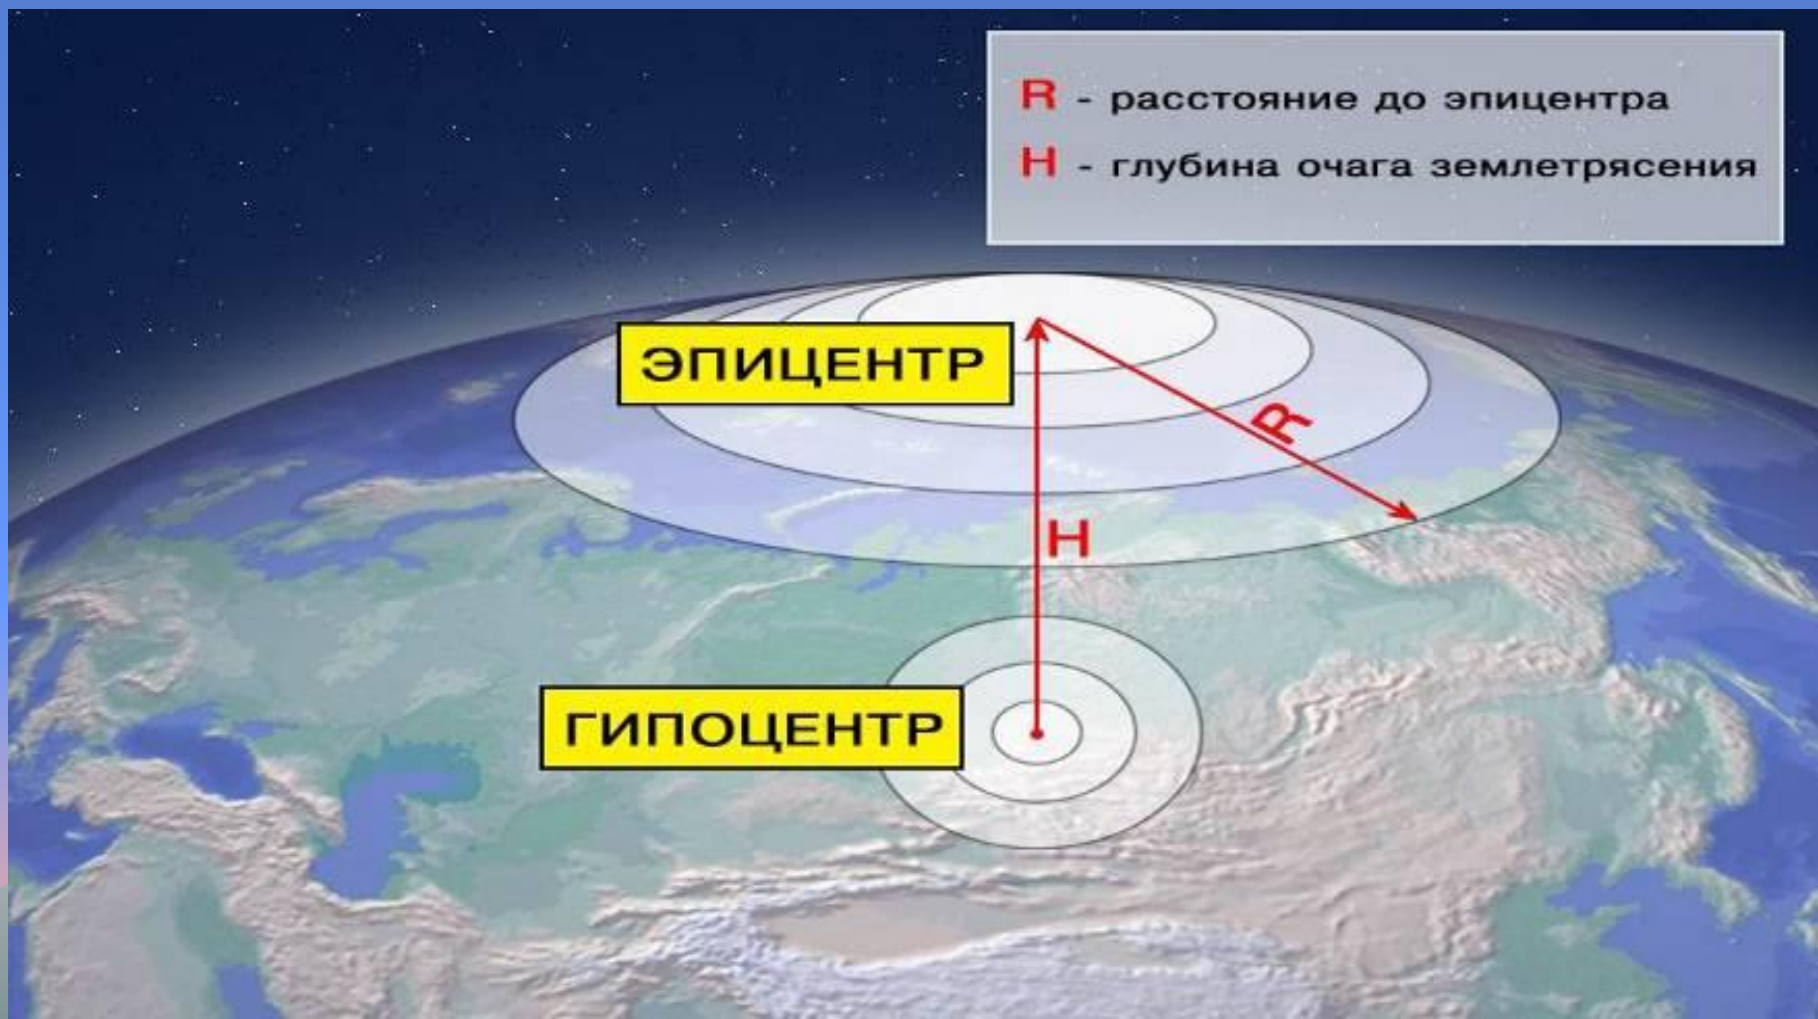 R - расстояние до эпицентра
H - глубина очага землетрясения
ЭПИЦЕНТР
R
H
ГИПОЦЕНТР